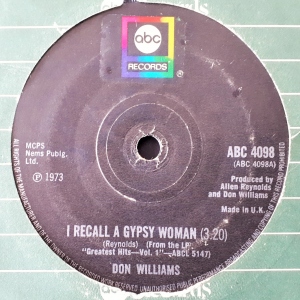 abc
RECORDS
MCPS
Nems Publg.
Ltd.
℗ 1973
ABC 4098
(ABC 4098A)
Produced by
Allen Reynolds
and Don Williams
Made in U.K.
I RECALL A GYPSY WOMAN (3.20)
(Reynolds) (From the LP
"Greatest Hits—Vol. 1"—ABCL 5147)
DON WILLIAMS